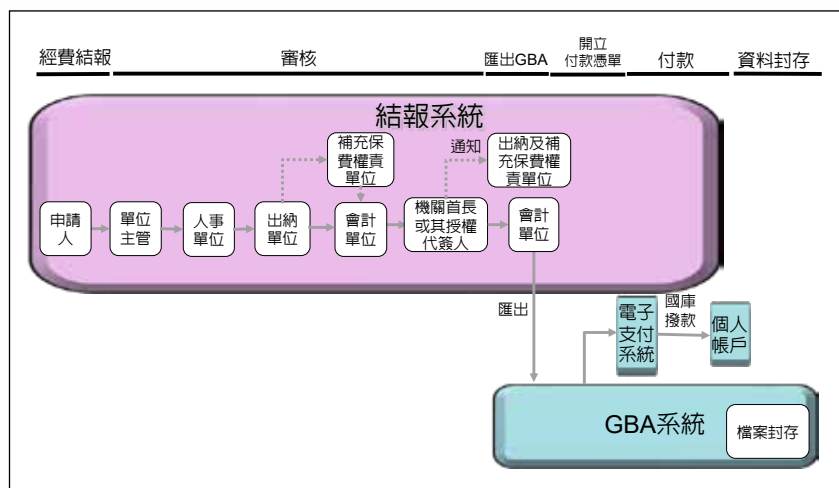 經費結報
審核
匯出GBA
開立
付款憑單
付款
資料封存
結報系統
補充保
費權責
單位
通知
出納及補
充保費權
責單位
申請
人
單位
主管
人事
單位
出納
單位
會計
單位
機關首長
或其授權
代簽人
會計
單位
匯出
電子
支付
系統
國庫
撥款
個人
帳戶
GBA系統
檔案封存